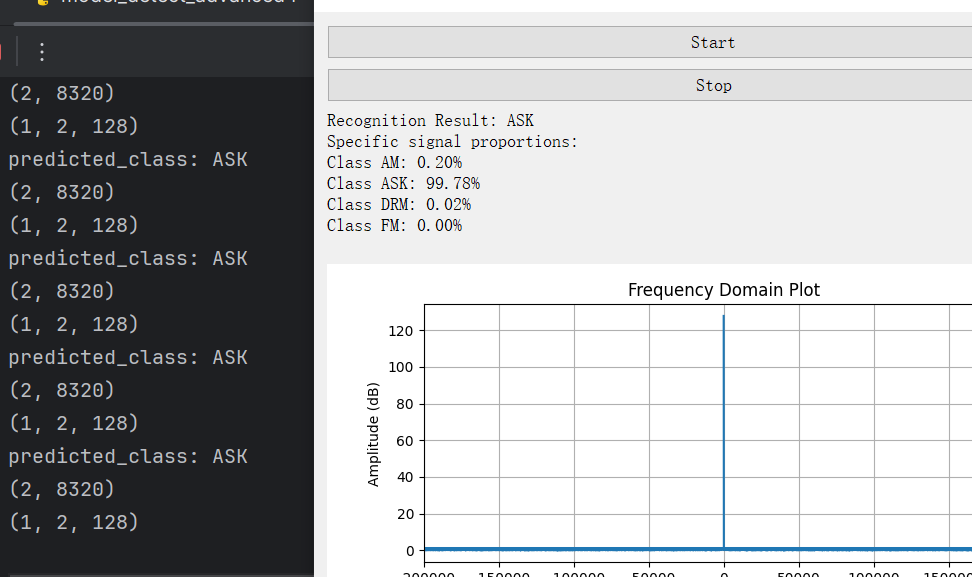 (2, 8320)
(1, 2, 128)
predicted_class: ASK
(2, 8320)
(1, 2, 128)
predicted_class: ASK
(2, 8320)
(1, 2, 128)
predicted_class: ASK
(2, 8320)
(1, 2, 128)
predicted_class: ASK
(2, 8320)
(1, 2, 128)
Start
Stop
Recognition Result: ASK
Specific signal proportions:
Class AM: 0.20%
Class ASK: 99.78%
Class DRM: 0.02%
Class FM: 0.00%
Frequency Domain Plot
Amplitude (dB)
120
100
80
60
40
20
0